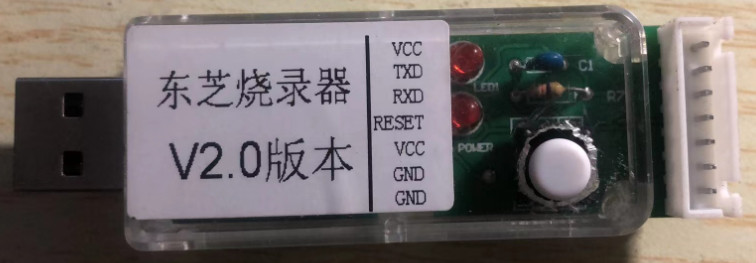 东芝烧录器
V2.0版本
VCC
TXD
RXD
RESET
VCC
GND
GND
LED1
POWER
C1
R7